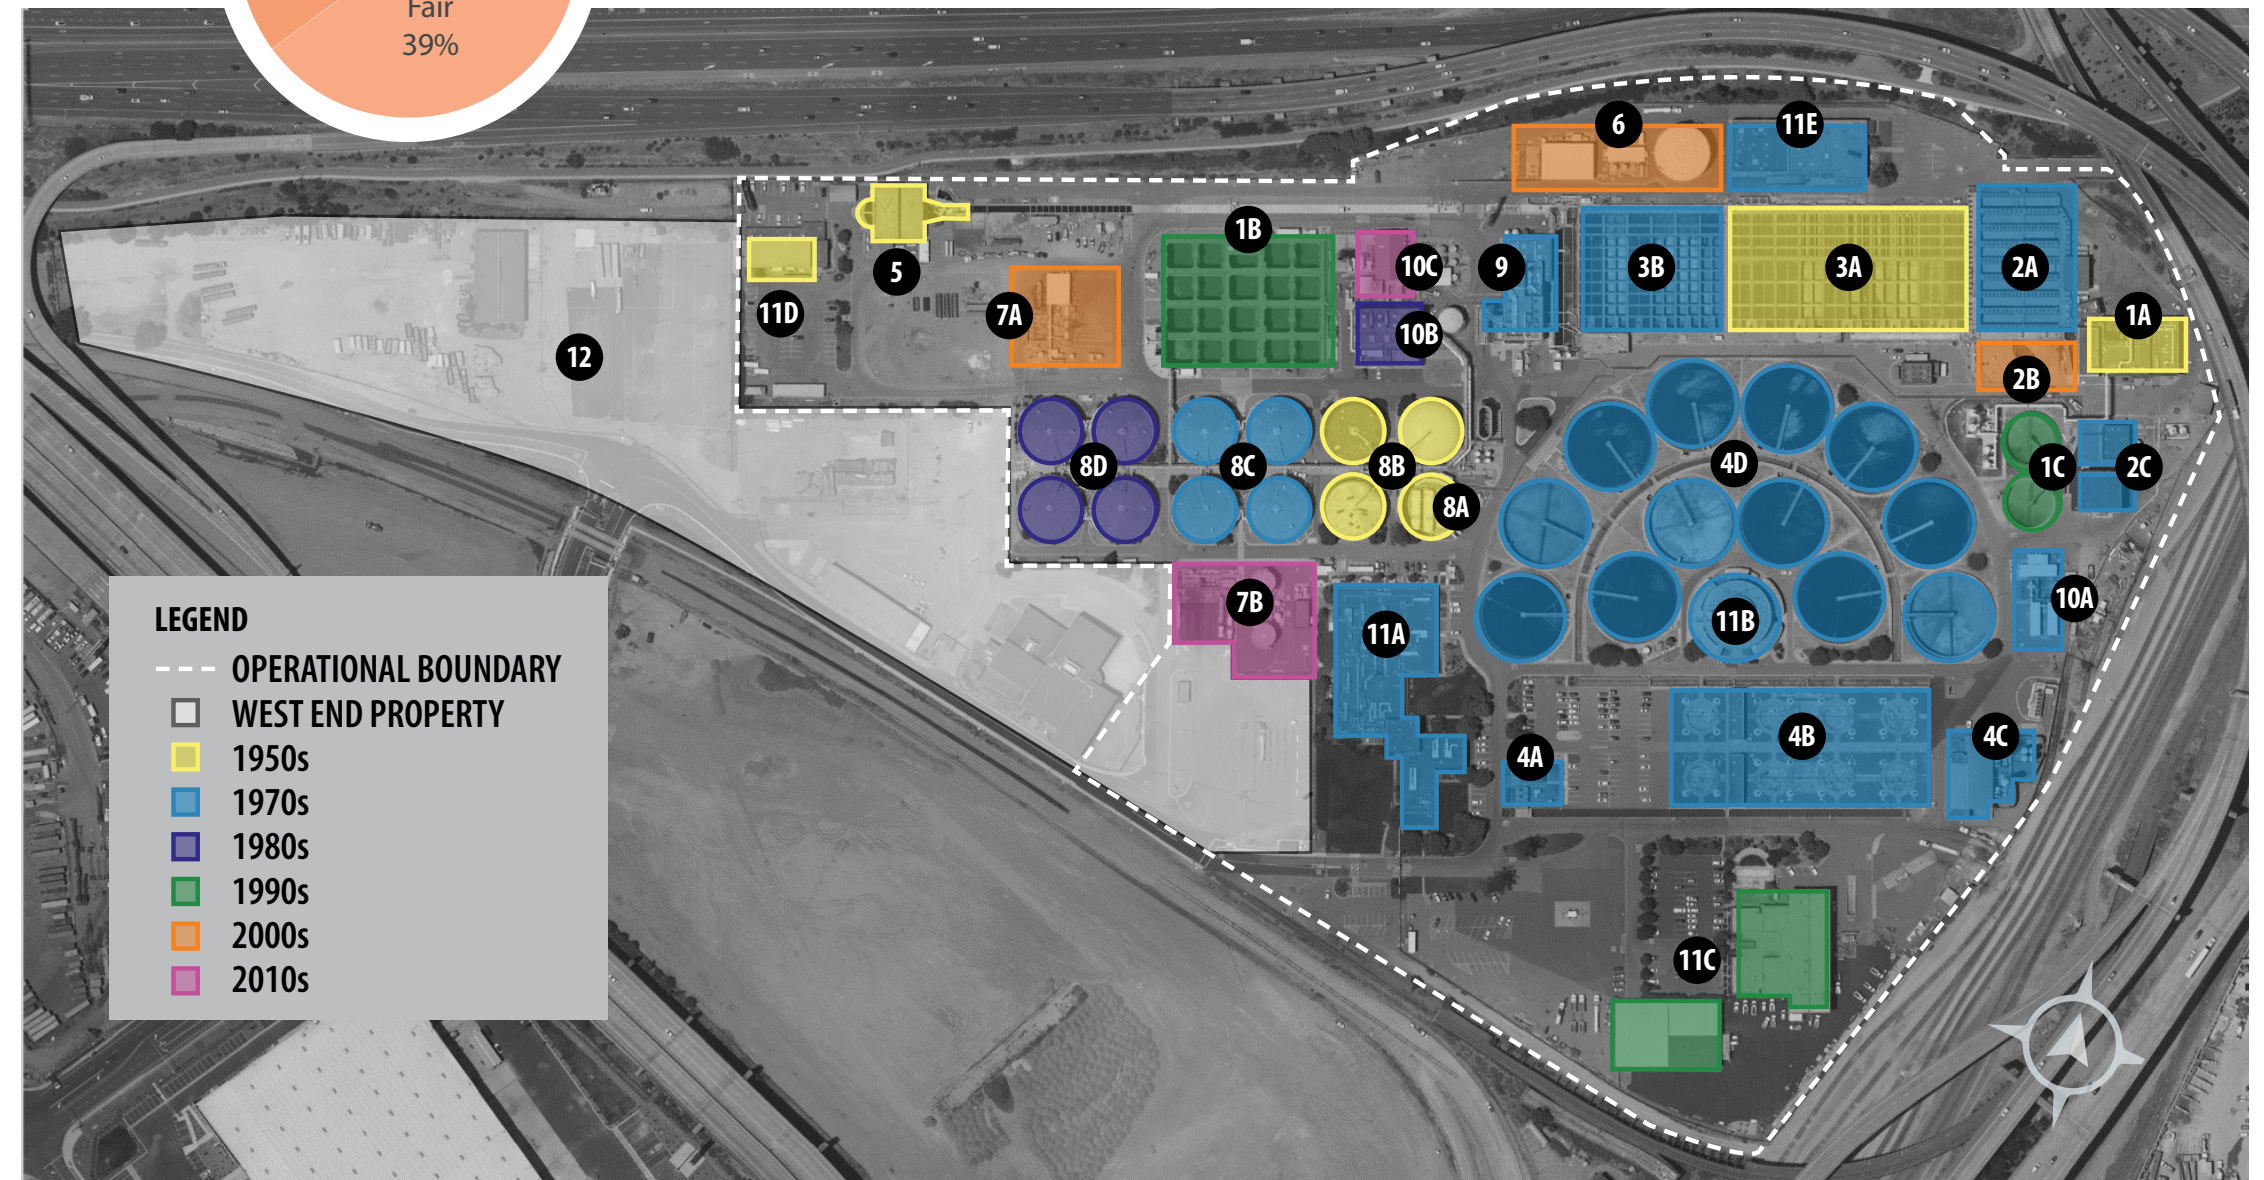 Fair
39%
6
11E
1B
10C
9
3B
3A
2A
5
11D
7A
10B
1A
12
2B
8D
8C
8B
4D
1C
2C
8A
7B
11A
11B
10A
4A
4B
4C
11C
LEGEND
OPERATIONAL BOUNDARY
WEST END PROPERTY
1950s
1970s
1980s
1990s
2000s
2010s